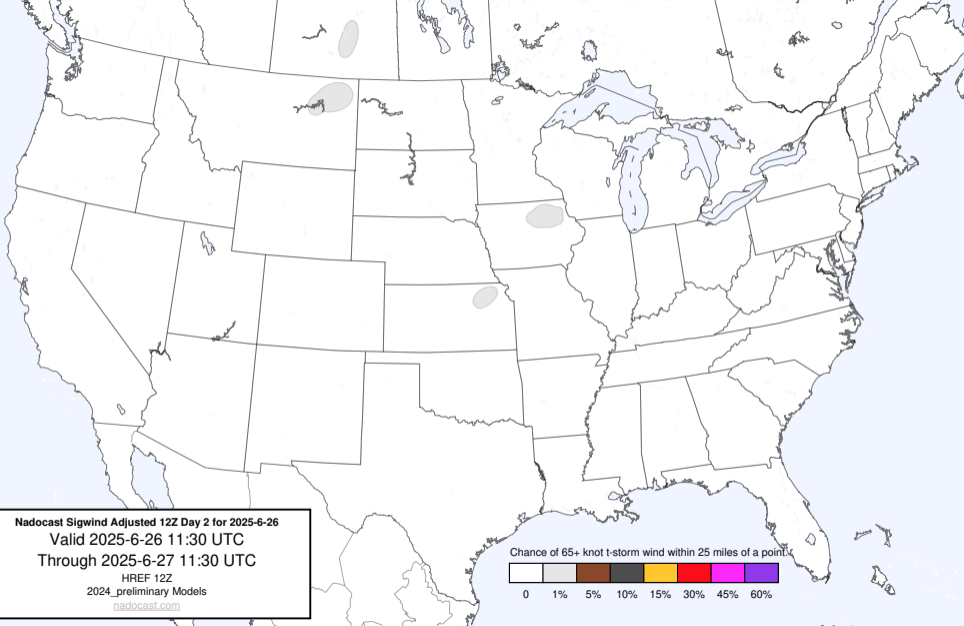 Nadocast Sigwind Adjusted 12Z Day 2 for 2025-6-26
Valid 2025-6-26 11:30 UTC
Through 2025-6-27 11:30 UTC
HREF 12Z
2024_preliminary Models
nadocast.com
Chance of 65+ knot t-storm wind within 25 miles of a point.
0 1% 5% 10% 15% 30% 45% 60%